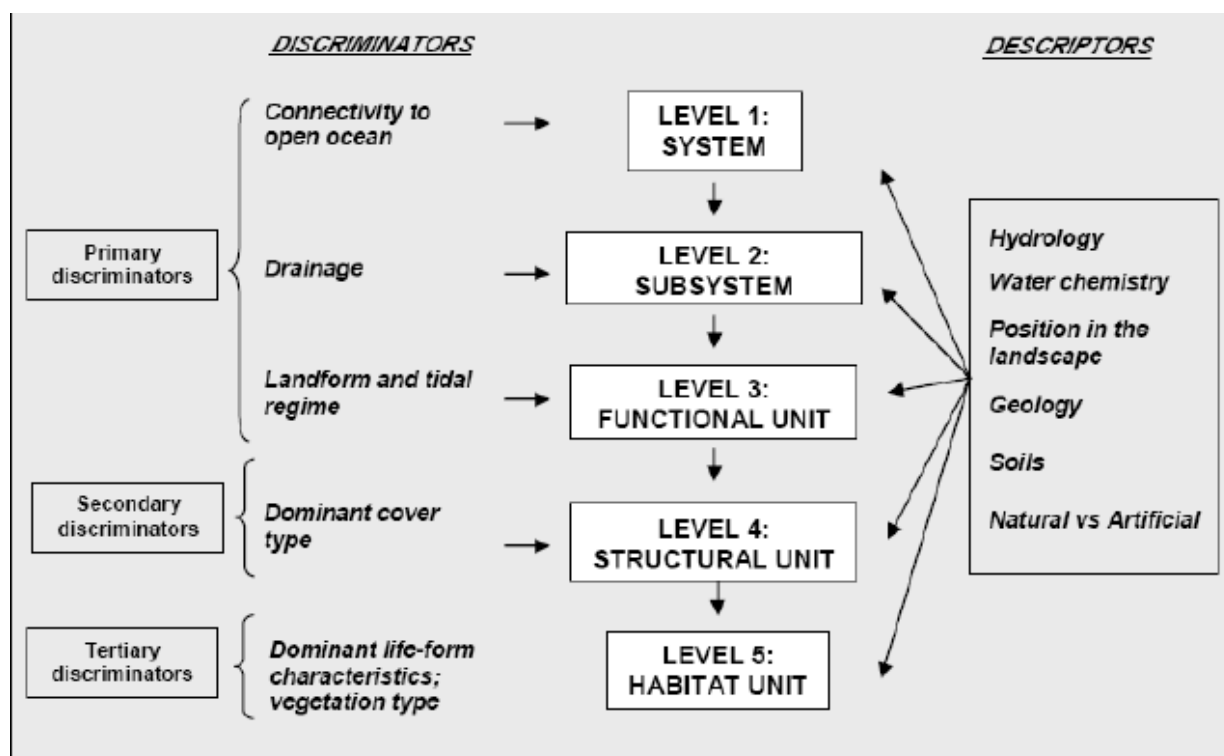 DISCRIMINATORS
DESCRIPTORS
Connectivity to
open ocean
LEVEL 1:
SYSTEM
Primary
discriminators
Drainage
LEVEL 2:
SUBSYSTEM
Landform and tidal
regime
LEVEL 3:
FUNCTIONAL UNIT
Secondary
discriminators
Dominant cover
type
LEVEL 4:
STRUCTURAL UNIT
Tertiary
discriminators
Dominant life-form
characteristics;
vegetation type
LEVEL 5:
HABITAT UNIT
Hydrology
Water chemistry
Position in the
landscape
Geology
Soils
Natural vs Artificial